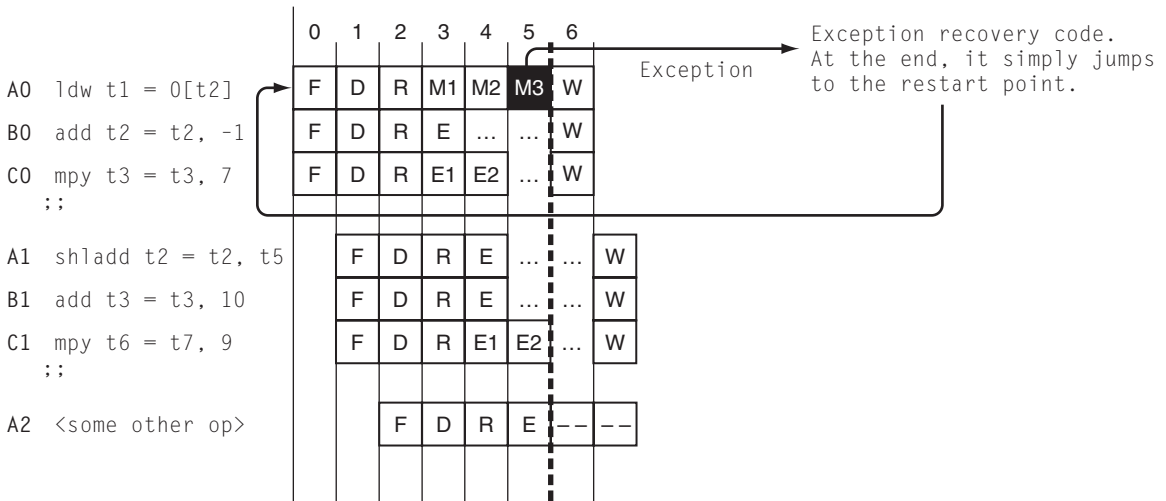 0 1 2 3 4 5 6
Exception recovery code.
At the end, it simply jumps
to the restart point.
Exception
A0 ldw t1 = 0[t2] F D R M1 M2 M3 W
B0 add t2 = t2, -1 F D R E ... ... W
C0 mpy t3 = t3, 7 F D R E1 E2 ... W
;;
A1 shladd t2 = t2, t5 F D R E ... ... W
B1 add t3 = t3, 10 F D R E ... ... W
C1 mpy t6 = t7, 9 F D R E1 E2 ... W
;;
A2 <some other op> F D R E -- --